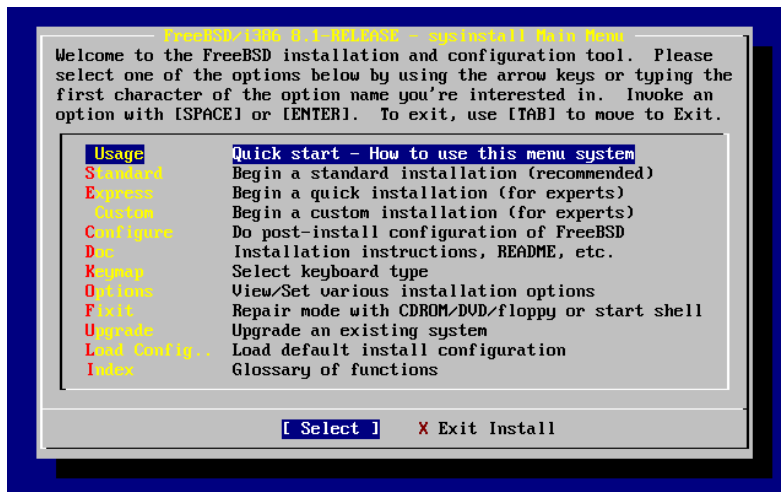 FreeBSD/i386 8.1-RELEASE - sysinstall Main Menu
Welcome to the FreeBSD installation and configuration tool.  Please
select one of the options below by using the arrow keys or typing the
first character of the option name you're interested in.  Invoke an
option with [SPACE] or [ENTER].  To exit, use [TAB] to move to Exit.
Usage Quick start - How to use this menu system
Standard Begin a standard installation (recommended)
Express Begin a quick installation (for experts)
Custom Begin a custom installation (for experts)
Configure Do post-install configuration of FreeBSD
Doc Installation instructions, README, etc.
Keymap Select keyboard type
Options View/Set various installation options
Fixit Repair mode with CDROM/DVD/floppy or start shell
Upgrade Upgrade an existing system
Load Config.. Load default install configuration
Index Glossary of functions
[ Select ] X Exit Install